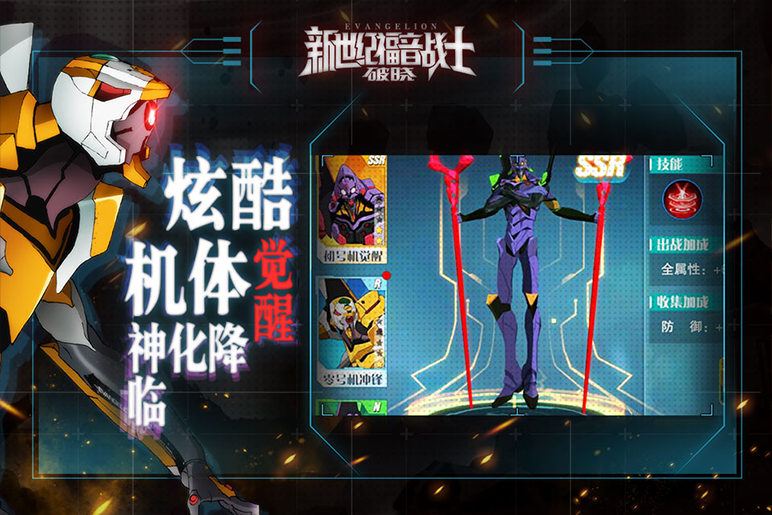 EVANGELION
新世纪福音战士
破晓
炫酷
机体
觉醒
神化降
临
SSR
初号机觉醒
R
零号机冲锋
N
SSR
技能
出战加成
全属性：+
收集加成
防 御：+